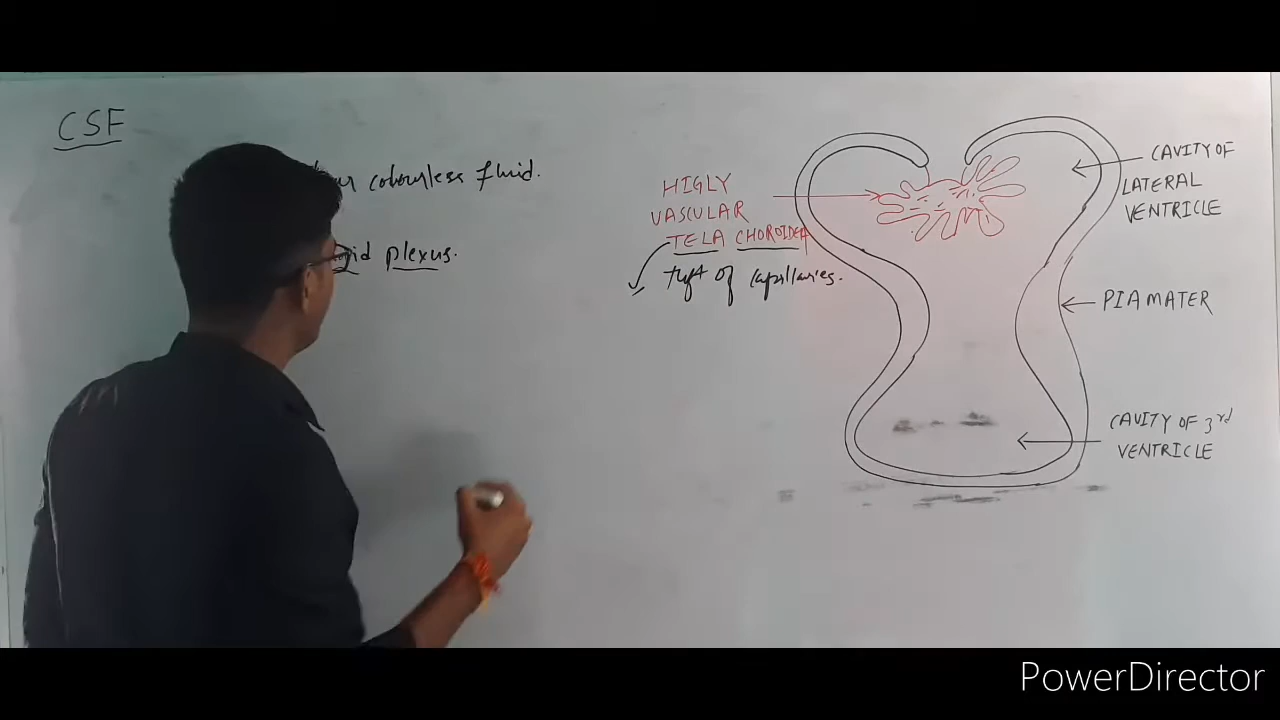 CSF
colourless fluid.
plexus.
HIGLY
VASCULAR
TELA CHOROIDEA
tuft of capillaries.
CAVITY OF
LATERAL
VENTRICLE
PIAMATER
CAVITY OF 3rd
VENTRICLE
PowerDirector